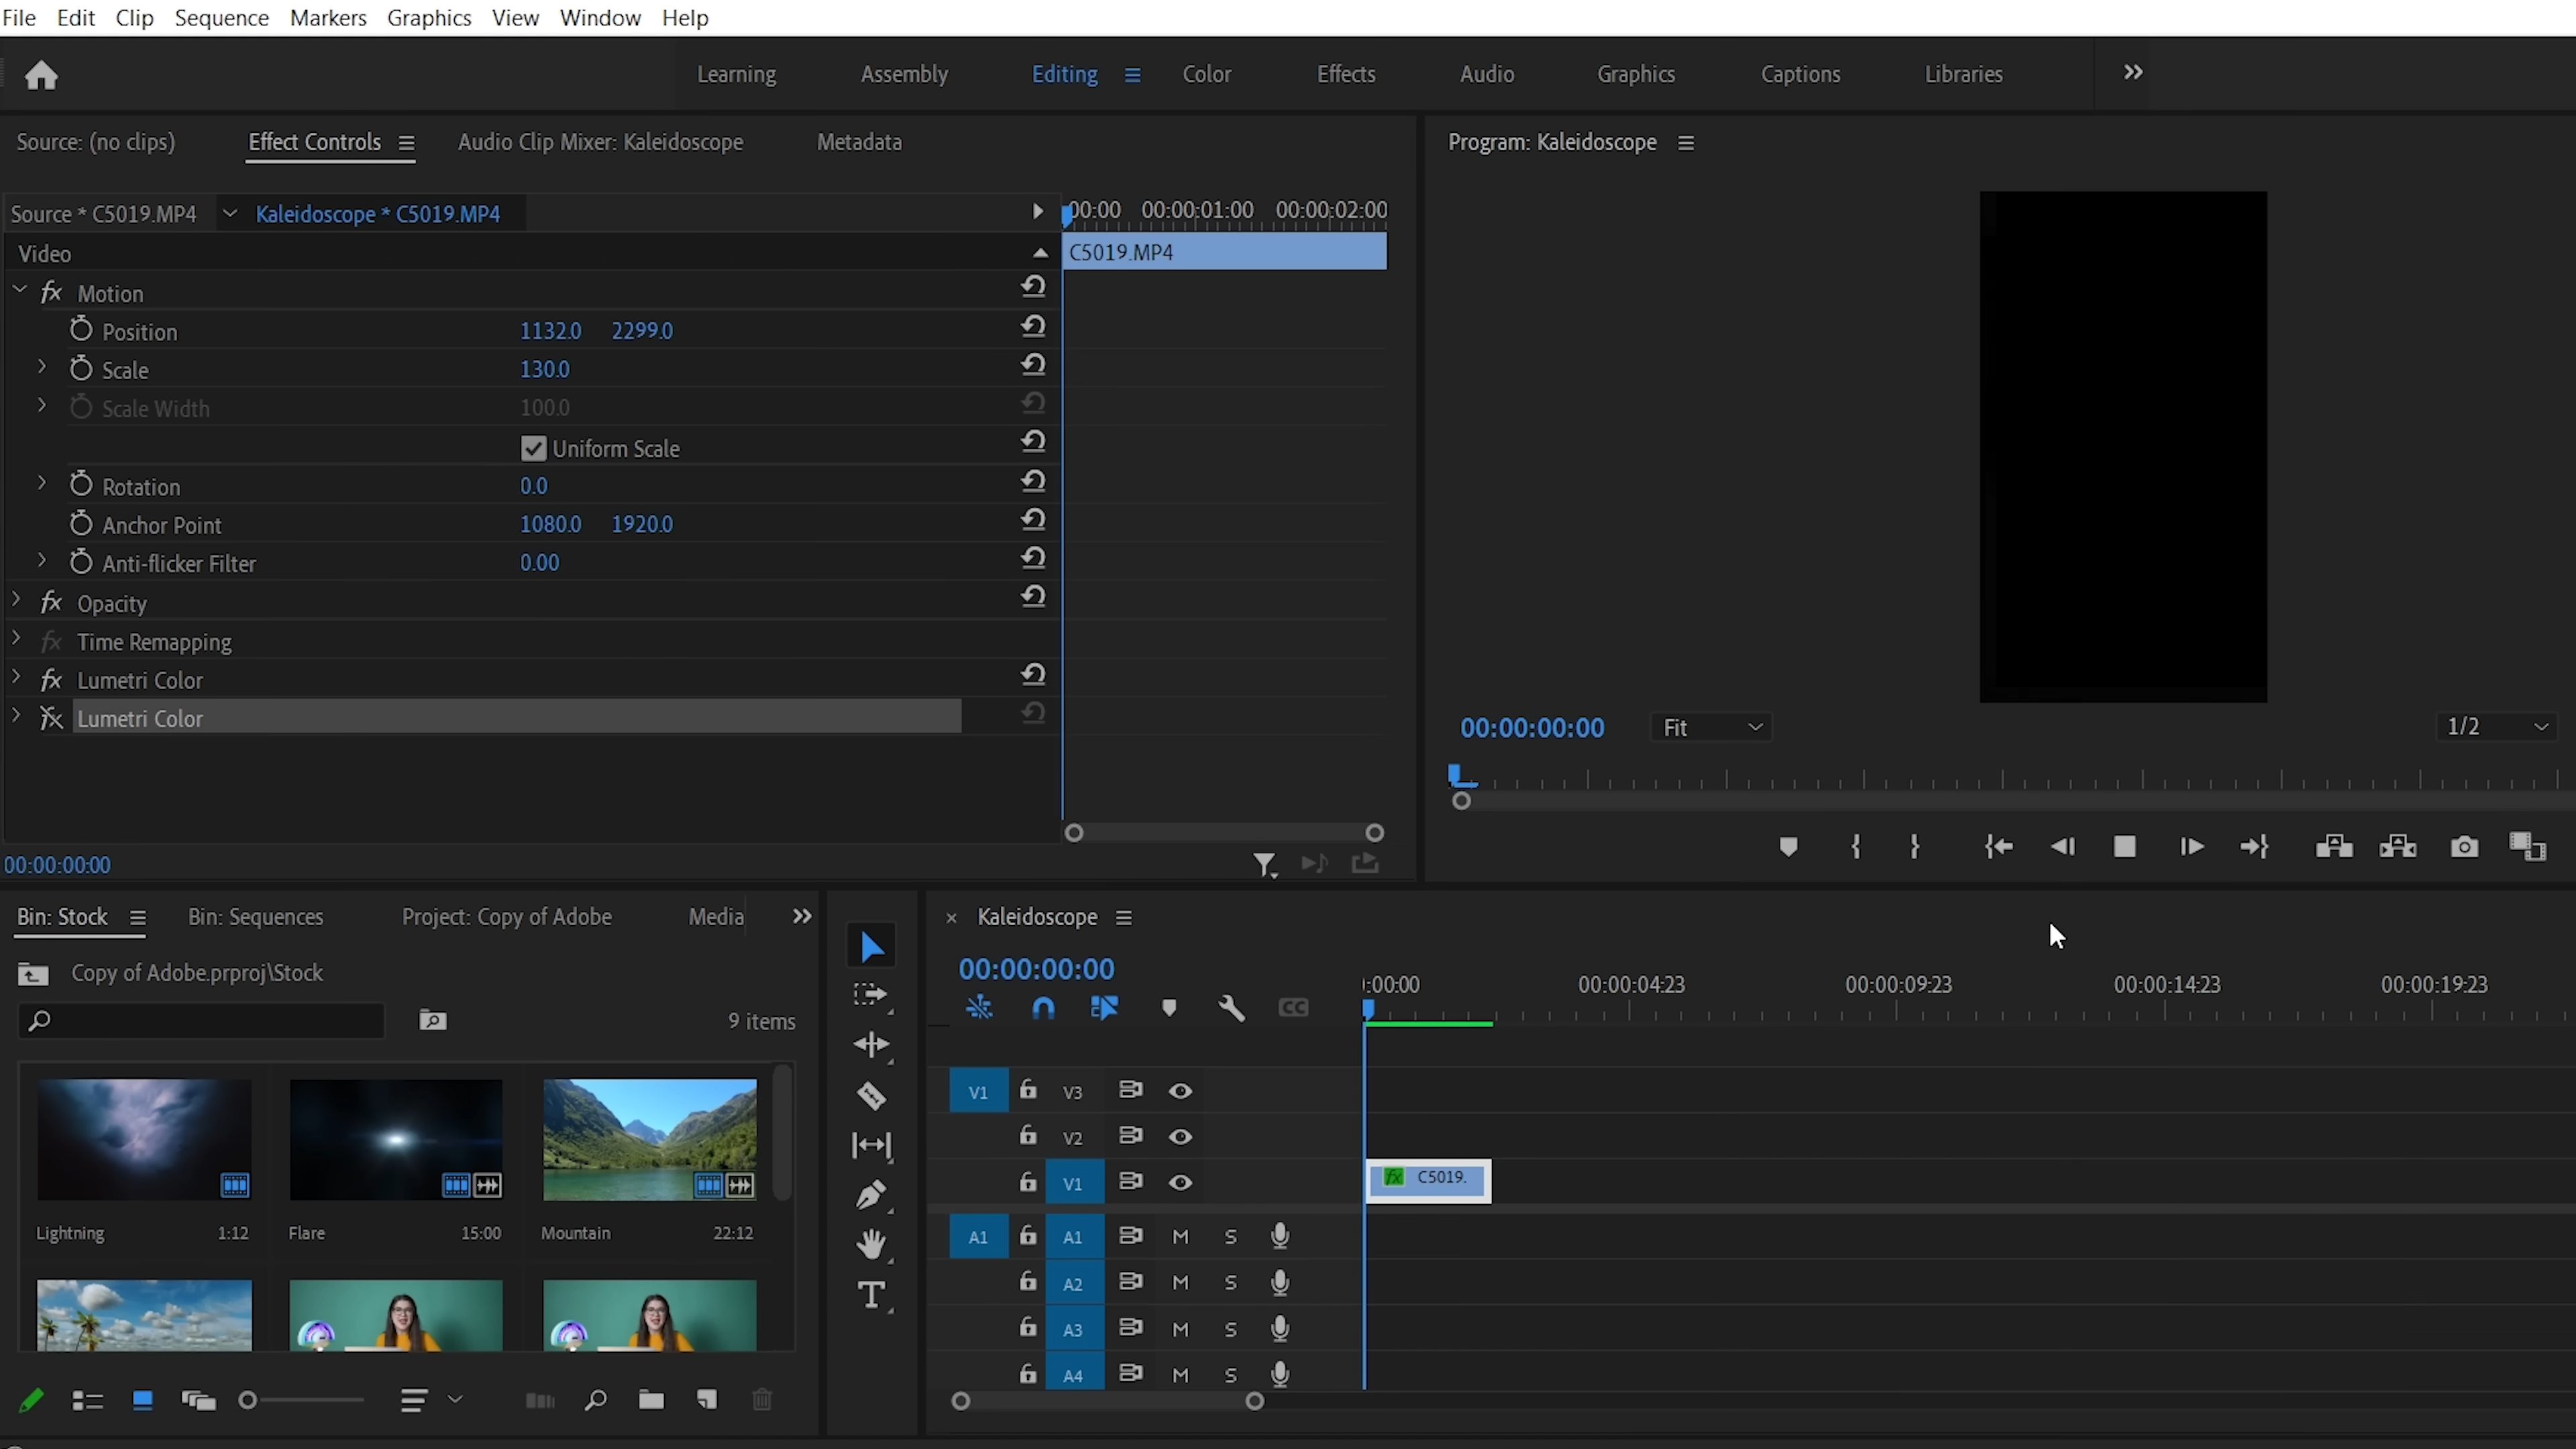 File Edit Clip Sequence Markers Graphics View Window Help
Learning Assembly Editing Color Effects Audio Graphics Captions Libraries
Source: (no clips) Effect Controls Audio Clip Mixer: Kaleidoscope Metadata
Source * C5019.MP4 Kaleidoscope * C5019.MP4
:00:00 00:00:01:00 00:00:02:00
Video
C5019.MP4
fx Motion
Position 1132.0 2299.0
Scale 130.0
Scale Width 100.0
Uniform Scale
Rotation 0.0
Anchor Point 1080.0 1920.0
Anti-flicker Filter 0.00
fx Opacity
fx Time Remapping
fx Lumetri Color
fx Lumetri Color
00:00:00:00
Program: Kaleidoscope
00:00:00:00 Fit 1/2
Bin: Stock Bin: Sequences Project: Copy of Adobe Media
Copy of Adobe.prproj\Stock
9 items
Lightning 1:12
Flare 15:00
Mountain 22:12
Kaleidoscope
00:00:00:00
:00:00 00:00:04:23 00:00:09:23 00:00:14:23 00:00:19:23
CC
V1 V3
V2
V1
fx C5019.
A1 A1 M S
A2 M S
A3 M S
A4 M S
T